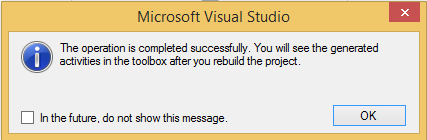 Microsoft Visual Studio
The operation is completed successfully. You will see the generated
activities in the toolbox after you rebuild the project.
In the future, do not show this message.
OK